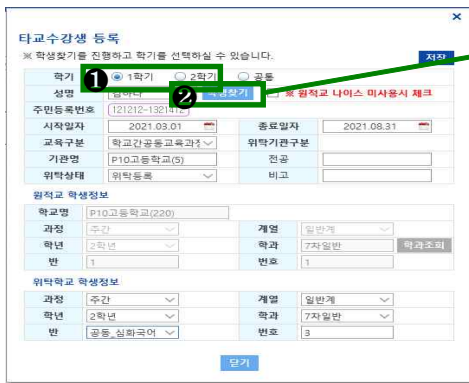 ×
타교수강생 등록
※ 학생찾기를 진행하고 학기를 선택하실 수 있습니다. 저장
학기 ❶ 1학기 2학기 공통
성명 김하나 ❷ 학생찾기 ※ 원적교 나이스 미사용시 체크
주민등록번호 121212-1321412
시작일자 2021.03.01 종료일자 2021.08.31
교육구분 학교간공동교육과정 위탁기관구분
기관명 P10고등학교(5) 전공
위탁상태 위탁등록 비고
원적교 학생정보
학교명 P10고등학교(220)
과정 주간 계열 일반계
학년 2학년 학과 7차일반 학과조회
반 1 번호 1
위탁학교 학생정보
과정 주간 계열 일반계
학년 2학년 학과 7차일반
반 공동_심화국어 번호 3
닫기